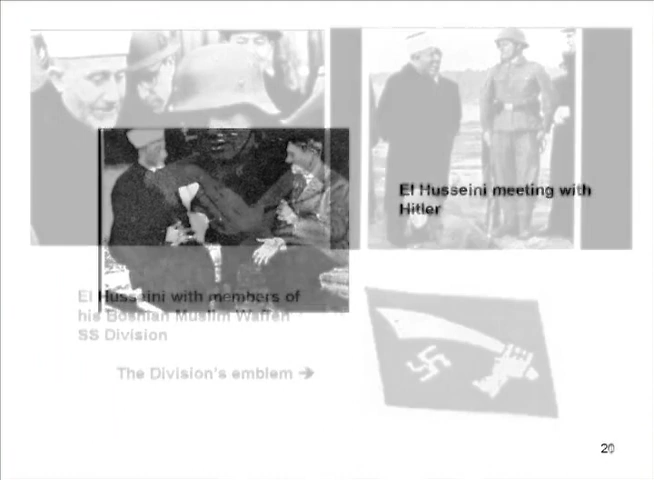 El Husseini meeting with
Hitler
El Husseini with members of
his Bosnian Muslim Waffen
SS Division
The Division's emblem ➔